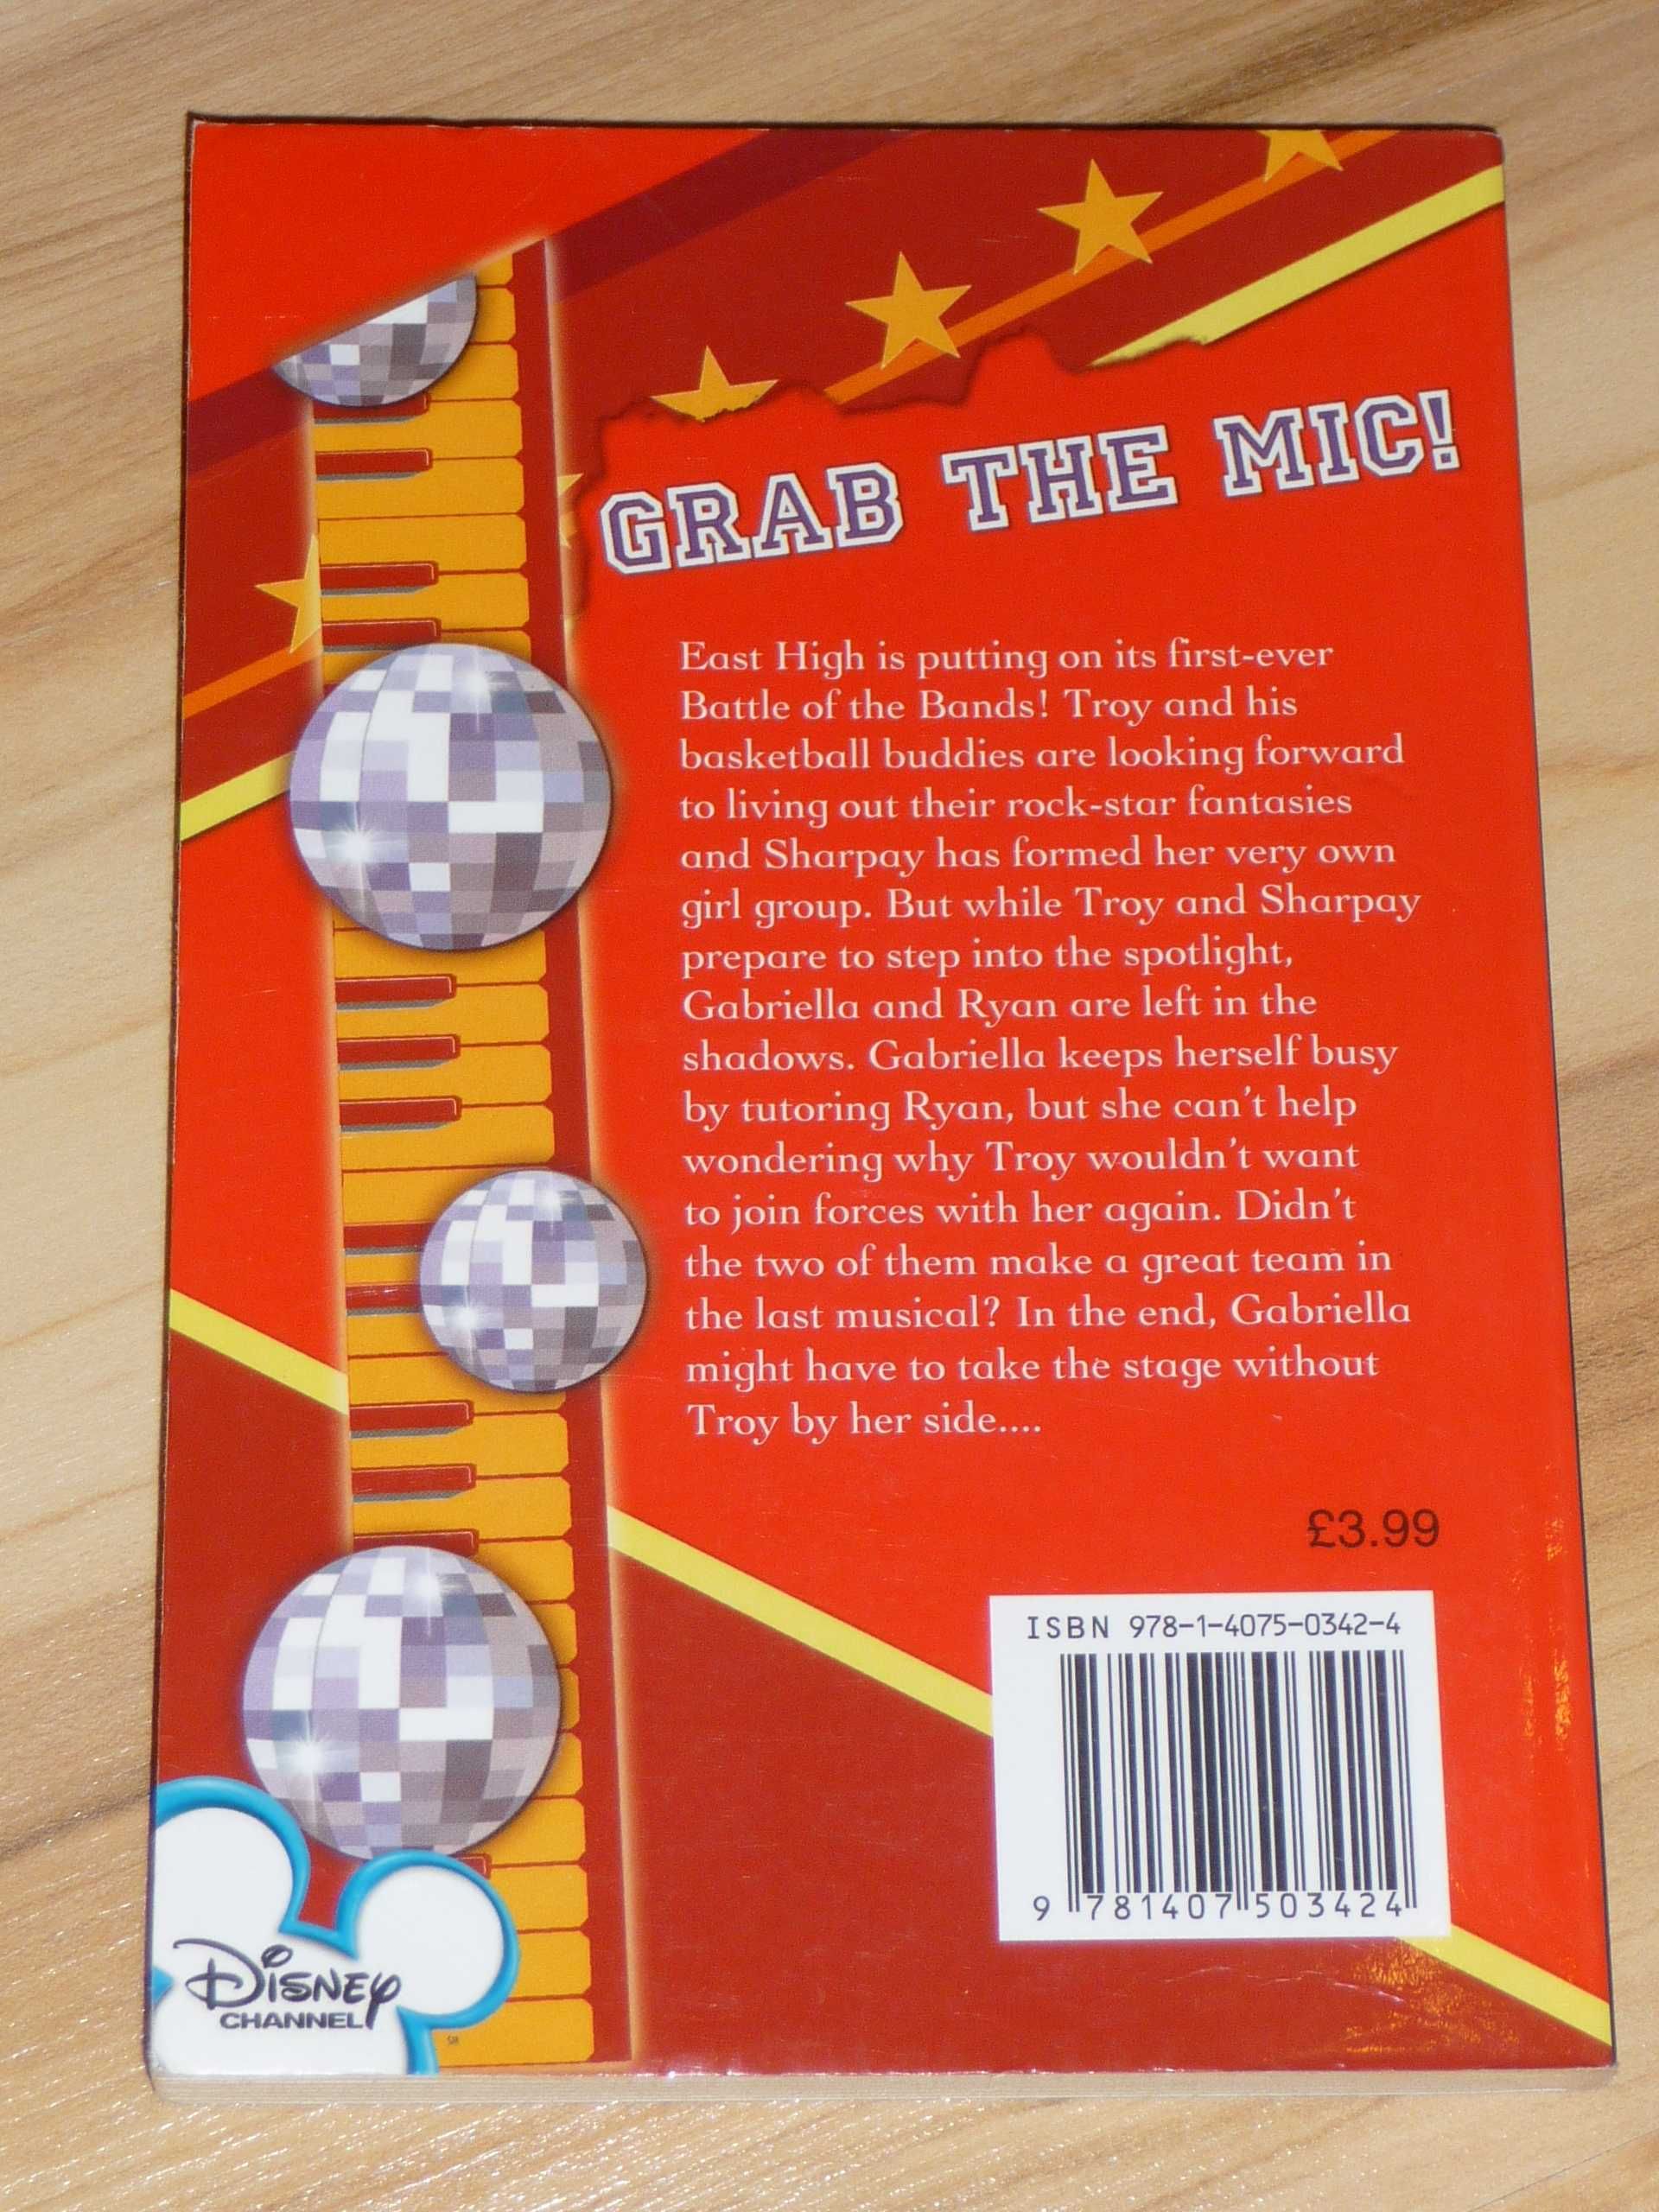 GRAB THE MIC!
East High is putting on its first-ever
Battle of the Bands! Troy and his
basketball buddies are looking forward
to living out their rock-star fantasies
and Sharpay has formed her very own
girl group. But while Troy and Sharpay
prepare to step into the spotlight,
Gabriella and Ryan are left in the
shadows. Gabriella keeps herself busy
by tutoring Ryan, but she can't help
wondering why Troy wouldn't want
to join forces with her again. Didn't
the two of them make a great team in
the last musical? In the end, Gabriella
might have to take the stage without
Troy by her side....
£3.99
ISBN 978-1-4075-0342-4
9 781407 503424
DISNEY
CHANNEL
SM